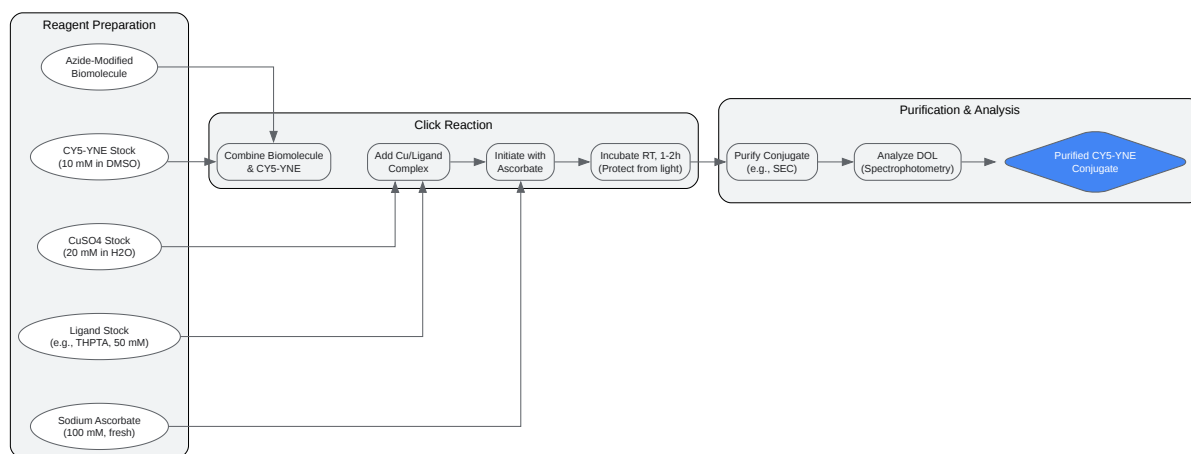 Reagent Preparation
Azide-Modified
Biomolecule
CY5-YNE Stock
(10 mM in DMSO)
CuSO4 Stock
(20 mM in H2O)
Ligand Stock
(e.g., THPTA, 50 mM)
Sodium Ascorbate
(100 mM, fresh)
Click Reaction
Combine Biomolecule
& CY5-YNE
Add Cu/Ligand
Complex
Initiate with
Ascorbate
Incubate RT, 1-2h
(Protect from light)
Purification & Analysis
Purify Conjugate
(e.g., SEC)
Analyze DOL
(Spectrophotometry)
Purified CY5-YNE
Conjugate